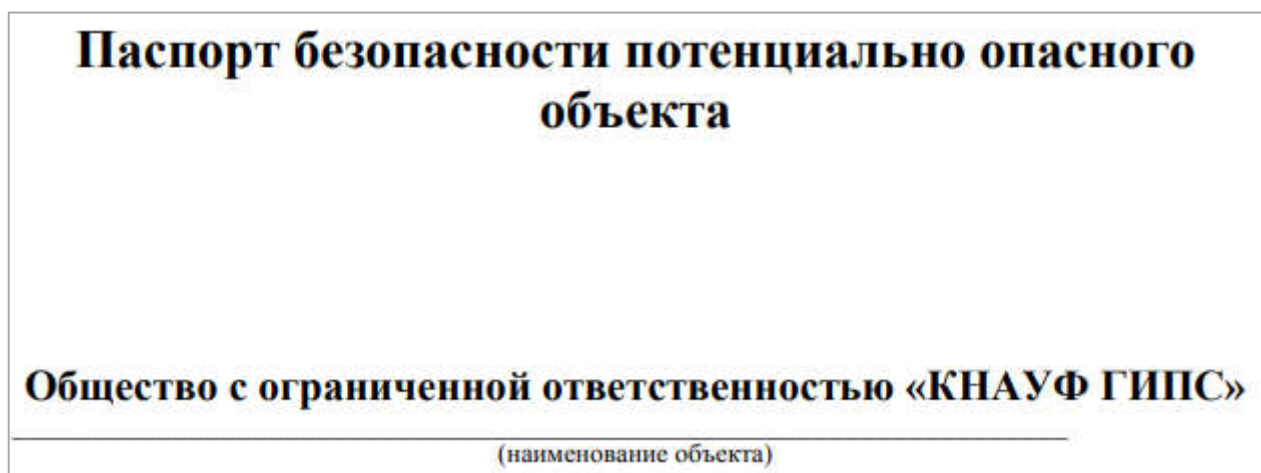 Паспорт безопасности потенциально опасного
объекта
Общество с ограниченной ответственностью «КНАУФ ГИПС»
(наименование объекта)